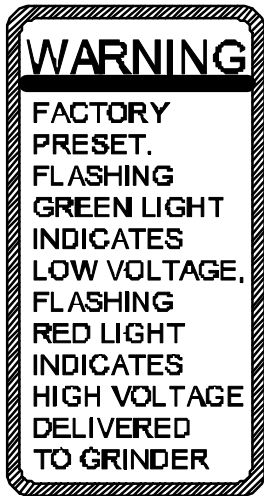 WARNING
FACTORY
PRESET.
FLASHING
GREEN LIGHT
INDICATES
LOW VOLTAGE,
FLASHING
RED LIGHT
INDICATES
HIGH VOLTAGE
DELIVERED
TO GRINDER